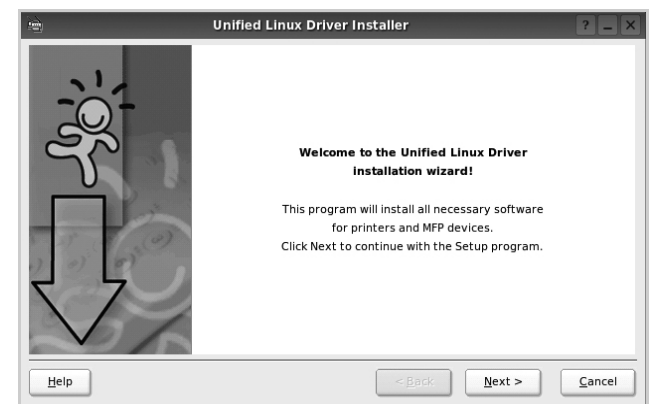 Unified Linux Driver Installer
Welcome to the Unified Linux Driver
installation wizard!
This program will install all necessary software
for printers and MFP devices.
Click Next to continue with the Setup program.
Help
< Back
Next >
Cancel